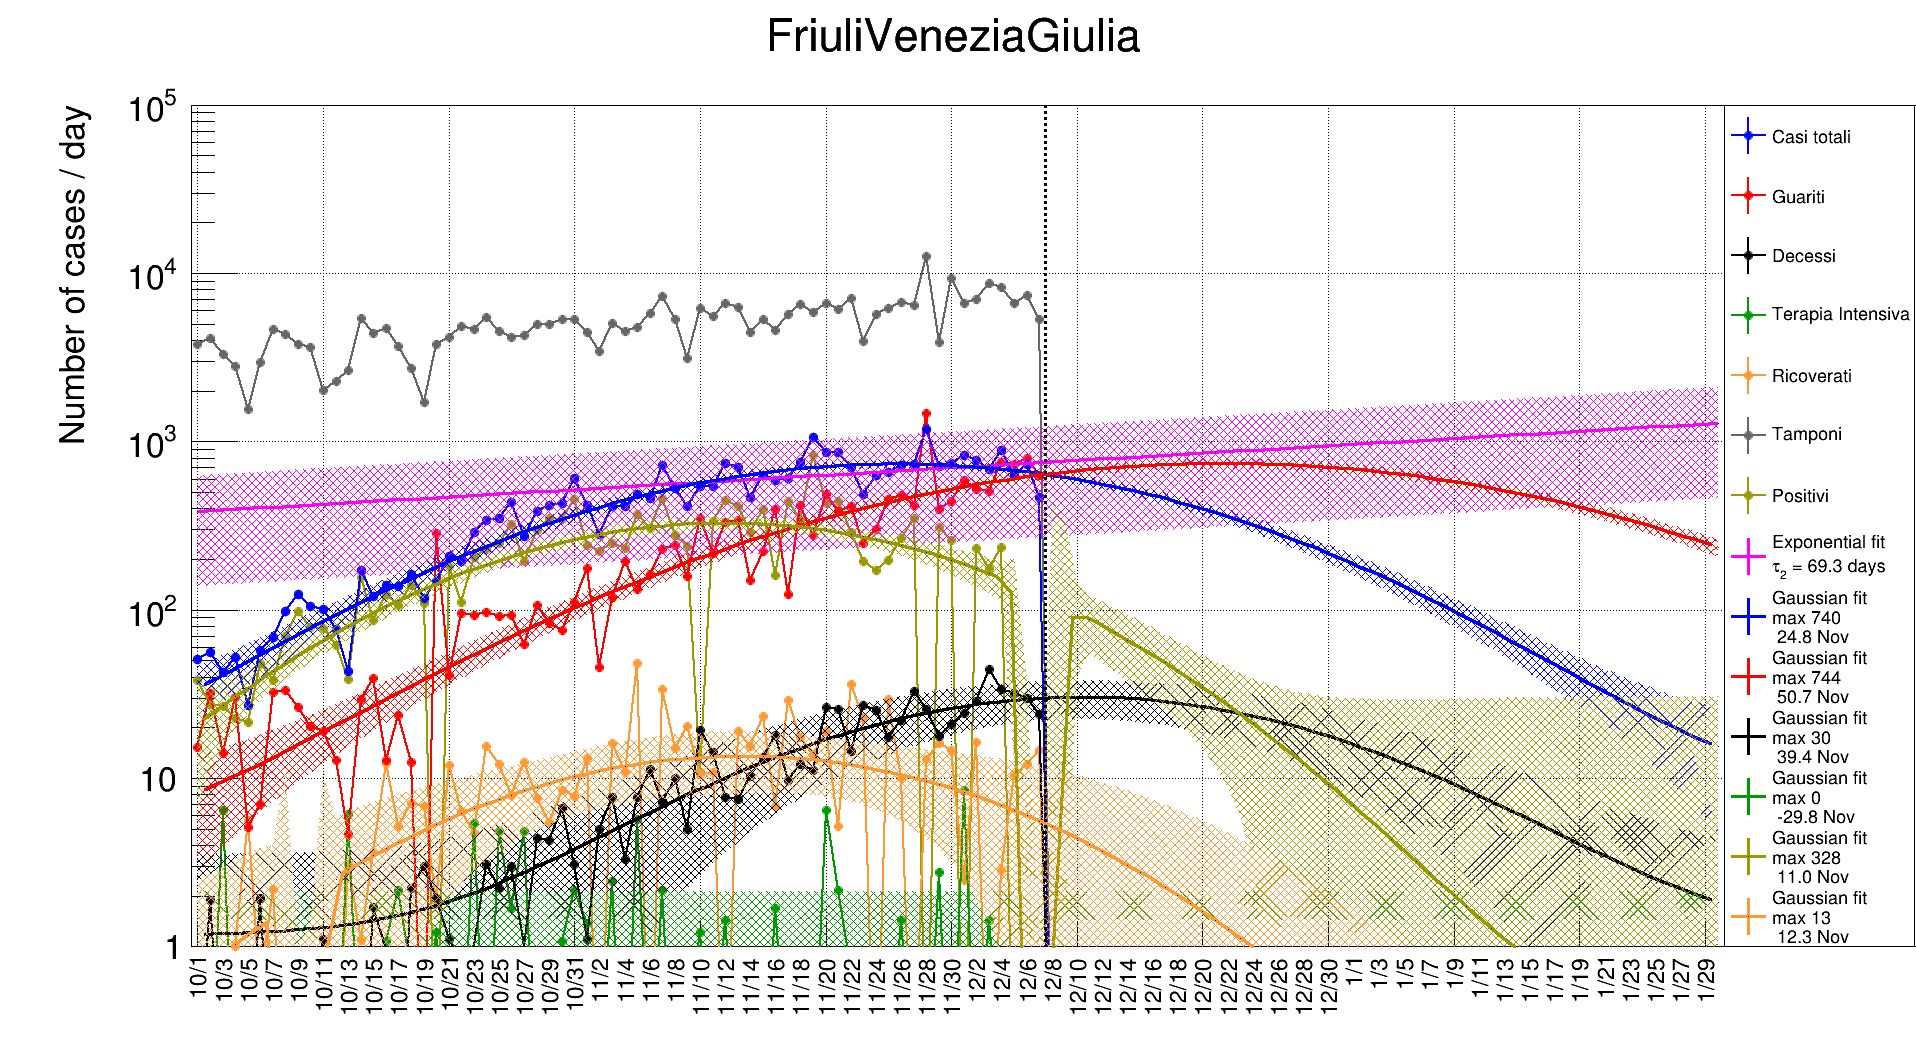 FriuliVeneziaGiulia
Number of cases / day
10^5
10^4
10^3
10^2
10
1
10/1 10/3 10/5 10/7 10/9 10/11 10/13 10/15 10/17 10/19 10/21 10/23 10/25 10/27 10/29 10/31 11/2 11/4 11/6 11/8 11/10 11/12 11/14 11/16 11/18 11/20 11/22 11/24 11/26 11/28 11/30 12/2 12/4 12/6 12/8 12/10 12/12 12/14 12/16 12/18 12/20 12/22 12/24 12/26 12/28 12/30 1/1 1/3 1/5 1/7 1/9 1/11 1/13 1/15 1/17 1/19 1/21 1/23 1/25 1/27 1/29
Casi totali
Guariti
Decessi
Terapia Intensiva
Ricoverati
Tamponi
Positivi
Exponential fit
τ2 = 69.3 days
Gaussian fit
max 740
24.8 Nov
Gaussian fit
max 744
50.7 Nov
Gaussian fit
max 30
39.4 Nov
Gaussian fit
max 0
-29.8 Nov
Gaussian fit
max 328
11.0 Nov
Gaussian fit
max 13
12.3 Nov